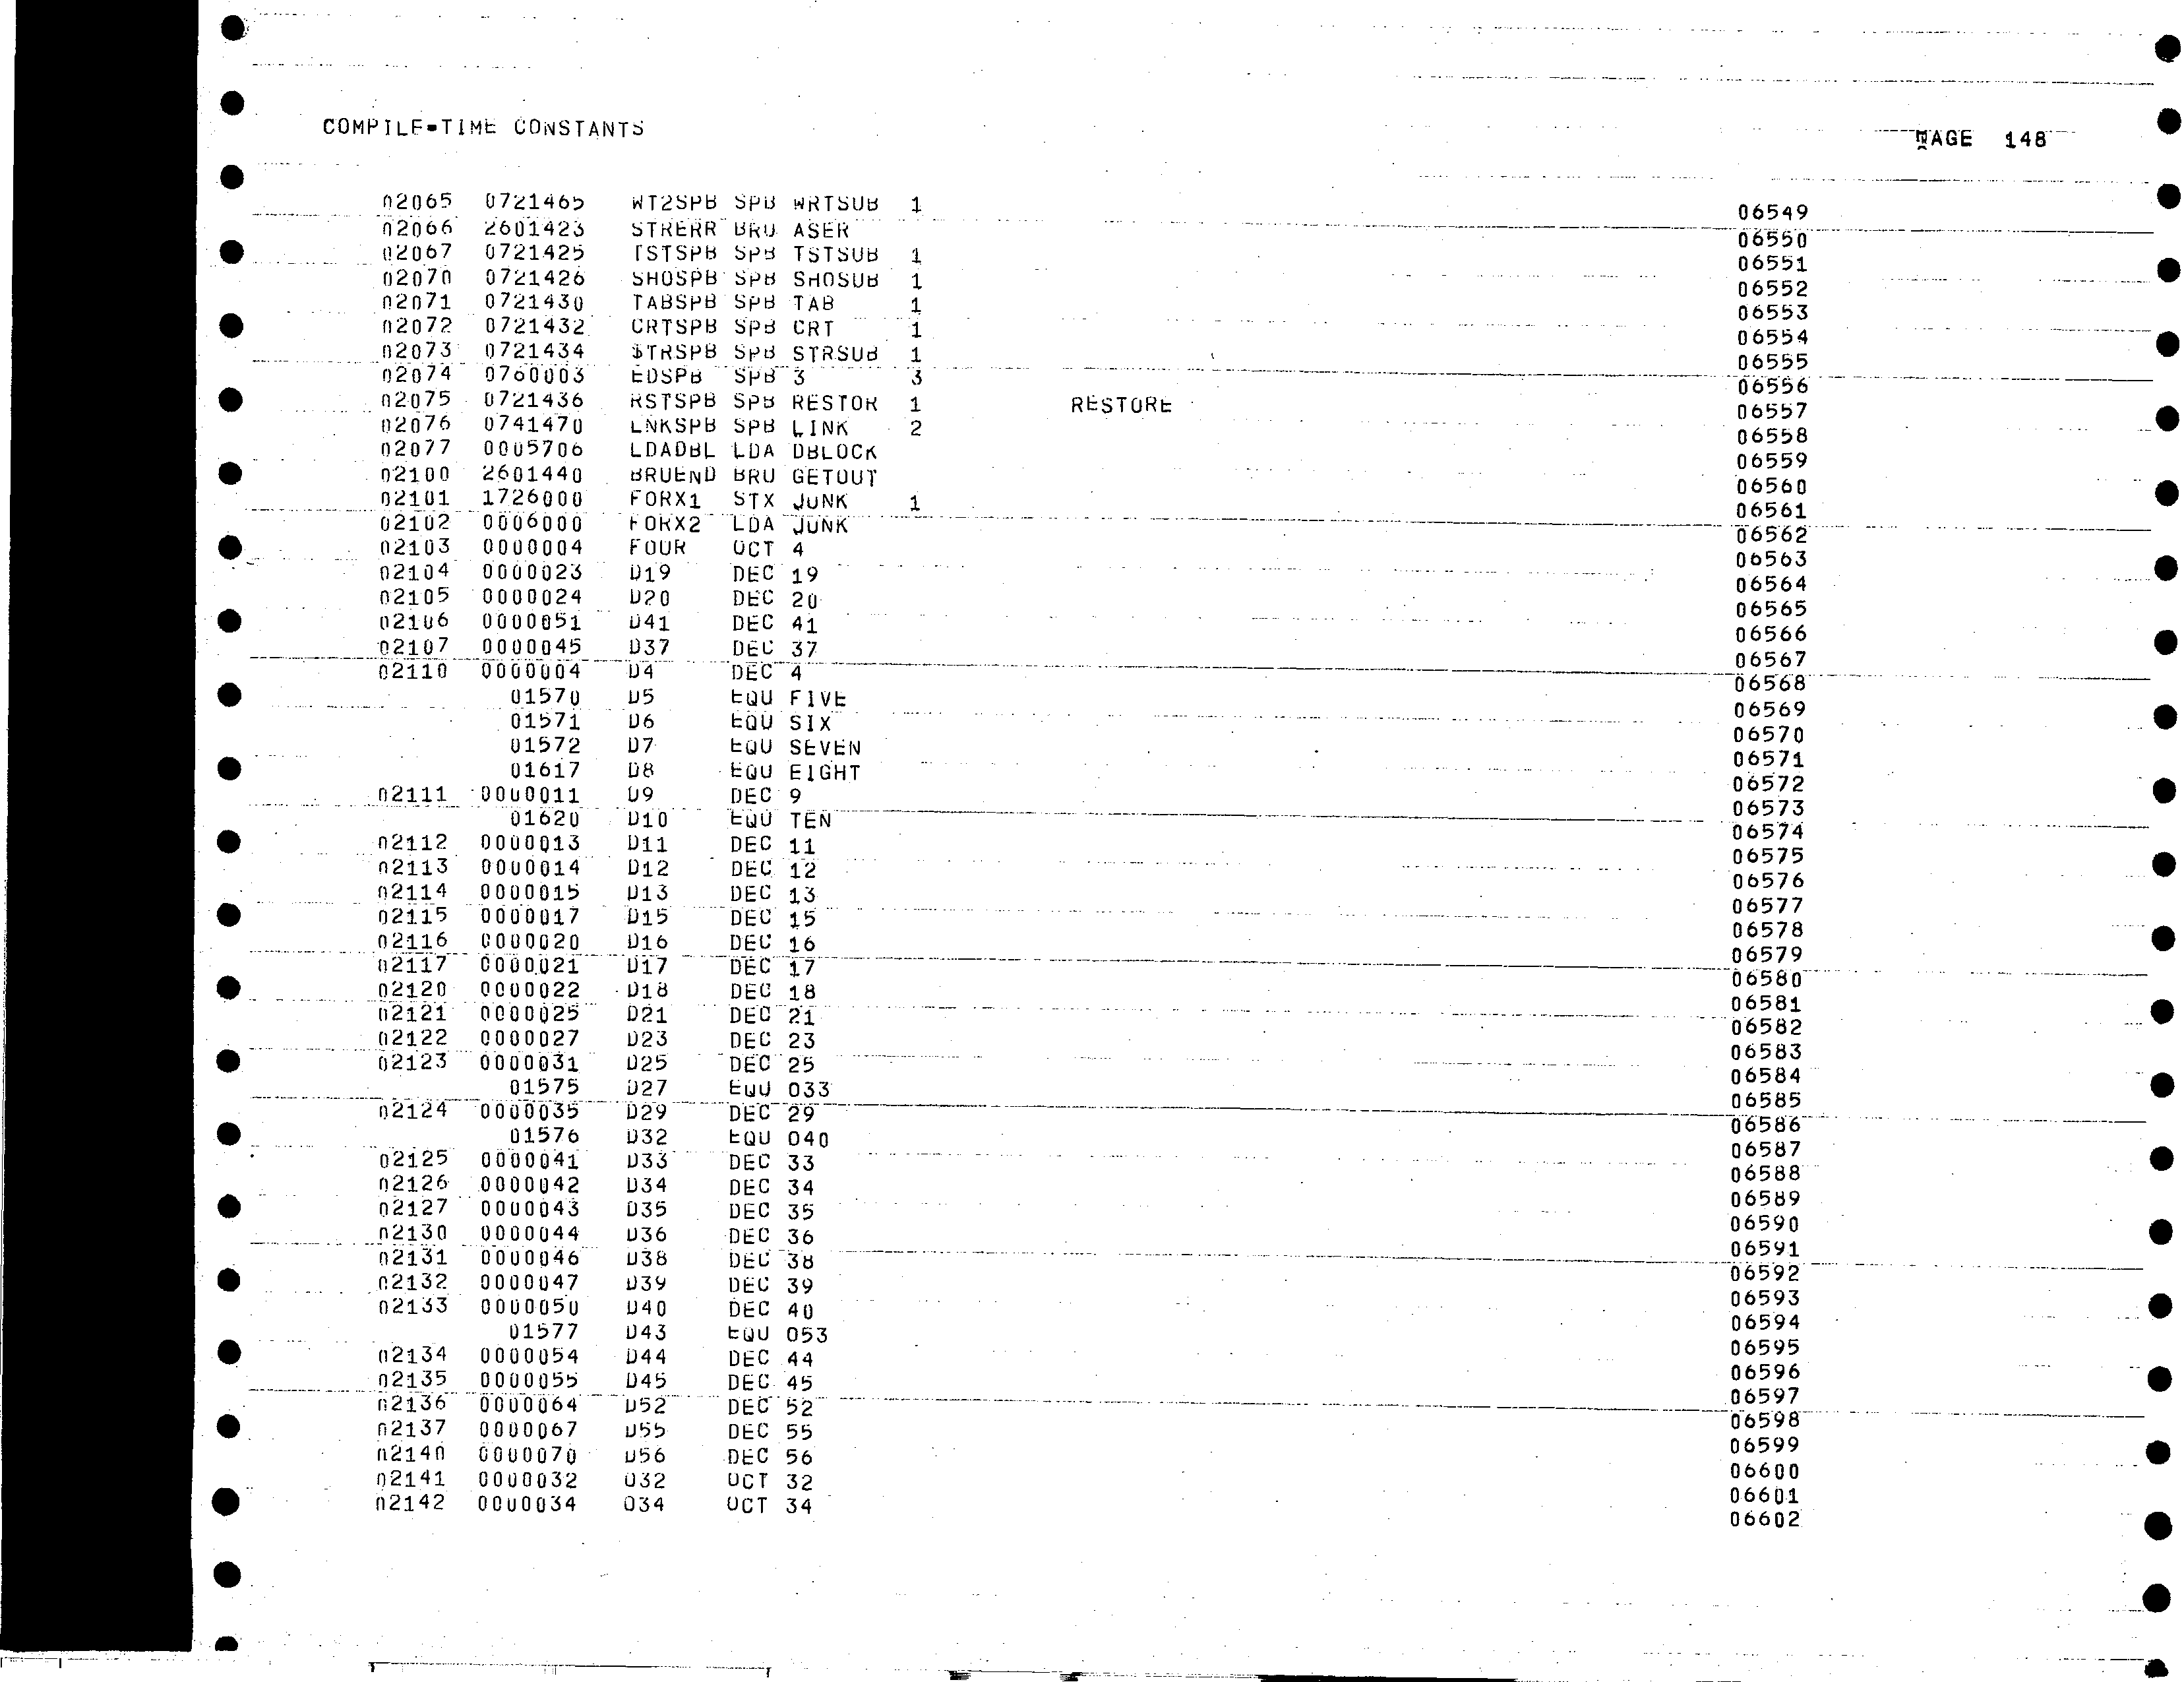 COMPILE-TIME CONSTANTS PAGE 148
02065 0721465 WT2SPB SPB WRTSUB 1 06549
02066 2601423 STRERR BRU ASER 06550
02067 0721425 TSTSPB SPB TSTSUB 1 06551
02070 0721426 SHOSPB SPB SHOSUB 1 06552
02071 0721430 TABSPB SPB TAB 1 06553
02072 0721432 CRTSPB SPB CRT 1 06554
02073 0721434 STRSPB SPB STRSUB 1 06555
02074 0760003 EDSPB SPB 3 3 06556
02075 0721436 RSTSPB SPB RESTOR 1 RESTORE 06557
02076 0741470 LNKSPB SPB LINK 2 06558
02077 0005706 LDADBL LDA DBLOCK 06559
02100 2601440 BRUEND BRU GETOUT 06560
02101 1726000 FORX1 STX JUNK 1 06561
02102 0006000 FORX2 LDA JUNK 06562
02103 0000004 FOUR OCT 4 06563
02104 0000023 D19 DEC 19 06564
02105 0000024 D20 DEC 20 06565
02106 0000051 D41 DEC 41 06566
02107 0000045 D37 DEC 37 06567
02110 0000004 D4 DEC 4 06568
01570 D5 EQU FIVE 06569
01571 D6 EQU SIX 06570
01572 D7 EQU SEVEN 06571
01617 D8 EQU EIGHT 06572
02111 0000011 D9 DEC 9 06573
01620 D10 EQU TEN 06574
02112 0000013 D11 DEC 11 06575
02113 0000014 D12 DEC 12 06576
02114 0000015 D13 DEC 13 06577
02115 0000017 D15 DEC 15 06578
02116 0000020 D16 DEC 16 06579
02117 0000021 D17 DEC 17 06580
02120 0000022 D18 DEC 18 06581
02121 0000025 D21 DEC 21 06582
02122 0000027 D23 DEC 23 06583
02123 0000031 D25 DEC 25 06584
01575 D27 EQU O33 06585
02124 0000035 D29 DEC 29 06586
01576 D32 EQU O40 06587
02125 0000041 D33 DEC 33 06588
02126 0000042 D34 DEC 34 06589
02127 0000043 D35 DEC 35 06590
02130 0000044 D36 DEC 36 06591
02131 0000046 D38 DEC 38 06592
02132 0000047 D39 DEC 39 06593
02133 0000050 D40 DEC 40 06594
01577 D43 EQU O53 06595
02134 0000054 D44 DEC 44 06596
02135 0000055 D45 DEC 45 06597
02136 0000064 D52 DEC 52 06598
02137 0000067 D55 DEC 55 06599
02140 0000070 D56 DEC 56 06600
02141 0000032 O32 OCT 32 06601
02142 0000034 O34 OCT 34 06602